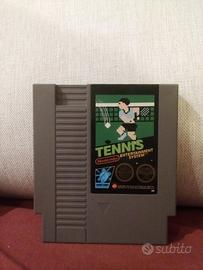 TENNIS
Nintendo
ENTERTAINMENT
SYSTEM
subito